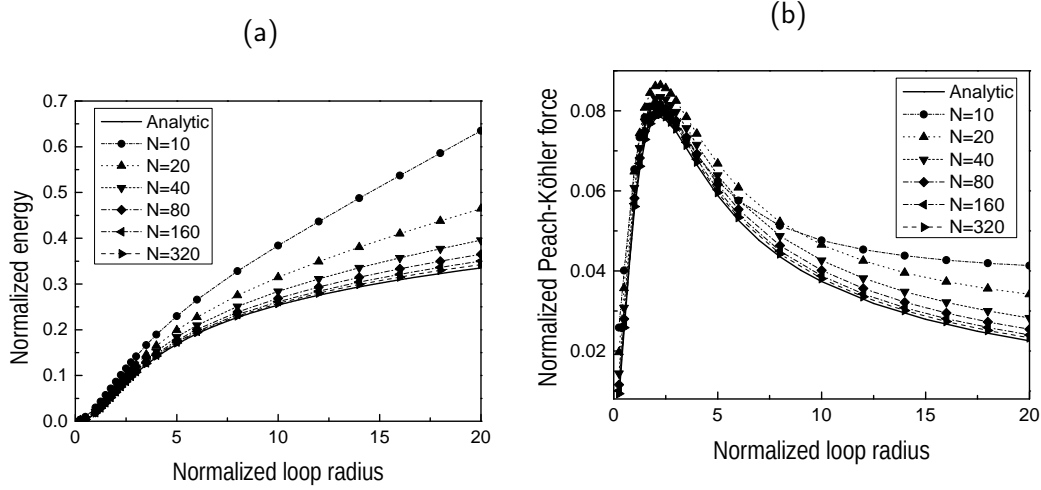 (a)
Normalized energy
0.7
0.6
0.5
0.4
0.3
0.2
0.1
0.0
Analytic
N=10
N=20
N=40
N=80
N=160
N=320
0 5 10 15 20
Normalized loop radius
(b)
Normalized Peach-Köhler force
0.08
0.06
0.04
0.02
Analytic
N=10
N=20
N=40
N=80
N=160
N=320
0 5 10 15 20
Normalized loop radius